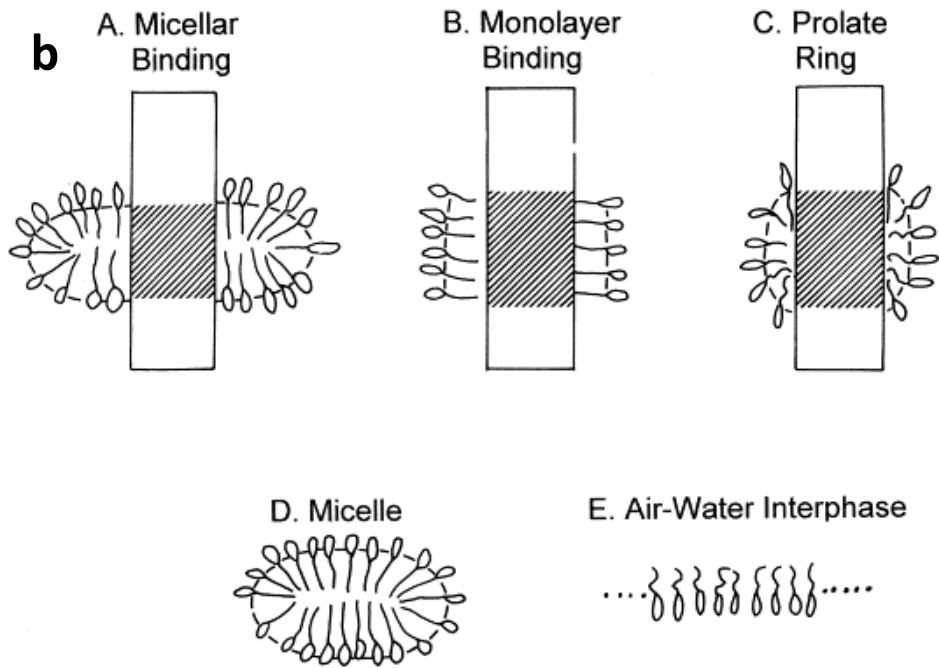 b
A. Micellar
Binding
B. Monolayer
Binding
C. Prolate
Ring
D. Micelle
E. Air-Water Interphase